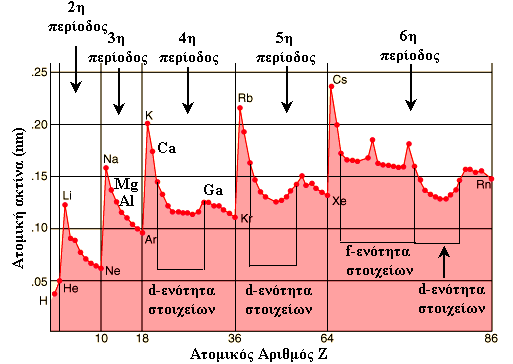 2η
περίοδος
3η
περίοδος
4η
περίοδος
5η
περίοδος
6η
περίοδος
.25
.20
.15
.10
.05
Ατομική ακτίνα (nm)
H
He
Li
Ne
Na
Mg
Al
Ar
K
Ca
Ga
Kr
Rb
Xe
Cs
Rn
d-ενότητα
στοιχείων
d-ενότητα
στοιχείων
f-ενότητα
στοιχείων
d-ενότητα
στοιχείων
10
18
36
64
86
Ατομικός Αριθμός Ζ